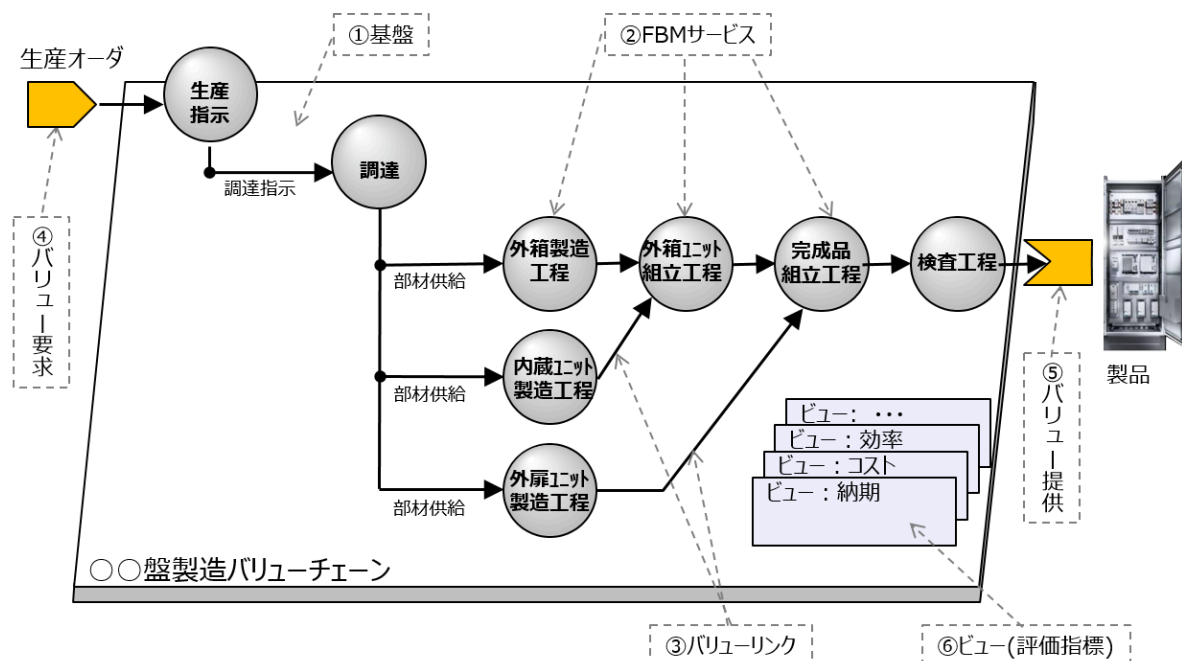 ①基盤
②FBMサービス
生産オーダ
生産
指示
調達
調達指示
④バリュー要求
外箱製造
工程
外箱ﾕﾆｯﾄ
組立工程
完成品
組立工程
検査工程
部材供給
内蔵ﾕﾆｯﾄ
製造工程
部材供給
製品
⑤バリュー提供
ビュー： ・・・
ビュー：効率
ビュー：コスト
ビュー：納期
外扉ﾕﾆｯﾄ
製造工程
部材供給
○○盤製造バリューチェーン
③バリューリンク
⑥ビュー(評価指標)